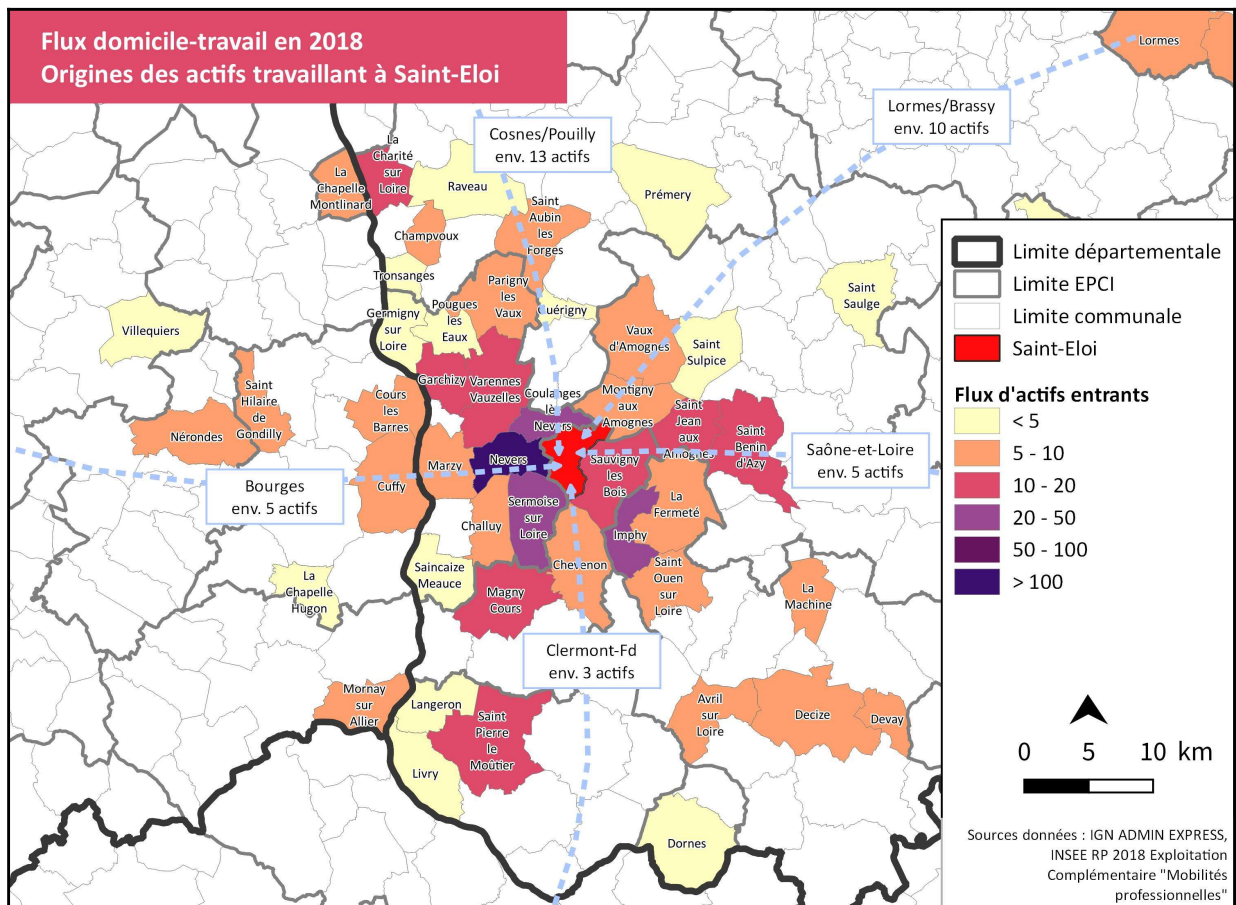 Flux domicile-travail en 2018
Origines des actifs travaillant à Saint-Eloi
Lormes
Lormes/Brassy
env. 10 actifs
Cosnes/Pouilly
env. 13 actifs
La
Charité
sur
Loire
La
Chapelle
Montlinard
Raveau
Prémery
Saint
Aubin
les
Forges
Champvoux
Tronsanges
Parigny
les
Vaux
Saint
Saulge
Germigny
sur
Loire
Pougues
les
Eaux
Guérigny
Villequiers
Vaux
d'Amognes
Saint
Sulpice
Garchizy
Varennes
Vauzelles
Coulanges
lès
Nevers
Montigny
aux
Amognes
Saint
Hilaire
de
Gondilly
Cours
les
Barres
Saint
Jean
aux
Amognes
Saint
Benin
d'Azy
Nérondes
Marzy
Nevers
Sauvigny
les
Bois
Saône-et-Loire
env. 5 actifs
Bourges
env. 5 actifs
Cuffy
Sermoise
sur
Loire
La
Fermeté
Challuy
Imphy
Saincaize
Meauce
Chevenon
Saint
Ouen
sur
Loire
La
Chapelle
Hugon
Magny
Cours
La
Machine
Clermont-Fd
env. 3 actifs
Mornay
sur
Allier
Langeron
Saint
Pierre
le
Moûtier
Avril
sur
Loire
Decize
Devay
Livry
Dornes
Limite départementale
Limite EPCI
Limite communale
Saint-Eloi
Flux d'actifs entrants
< 5
5 - 10
10 - 20
20 - 50
50 - 100
> 100
0 5 10 km
Sources données : IGN ADMIN EXPRESS,
INSEE RP 2018 Exploitation
Complémentaire "Mobilités
professionnelles"